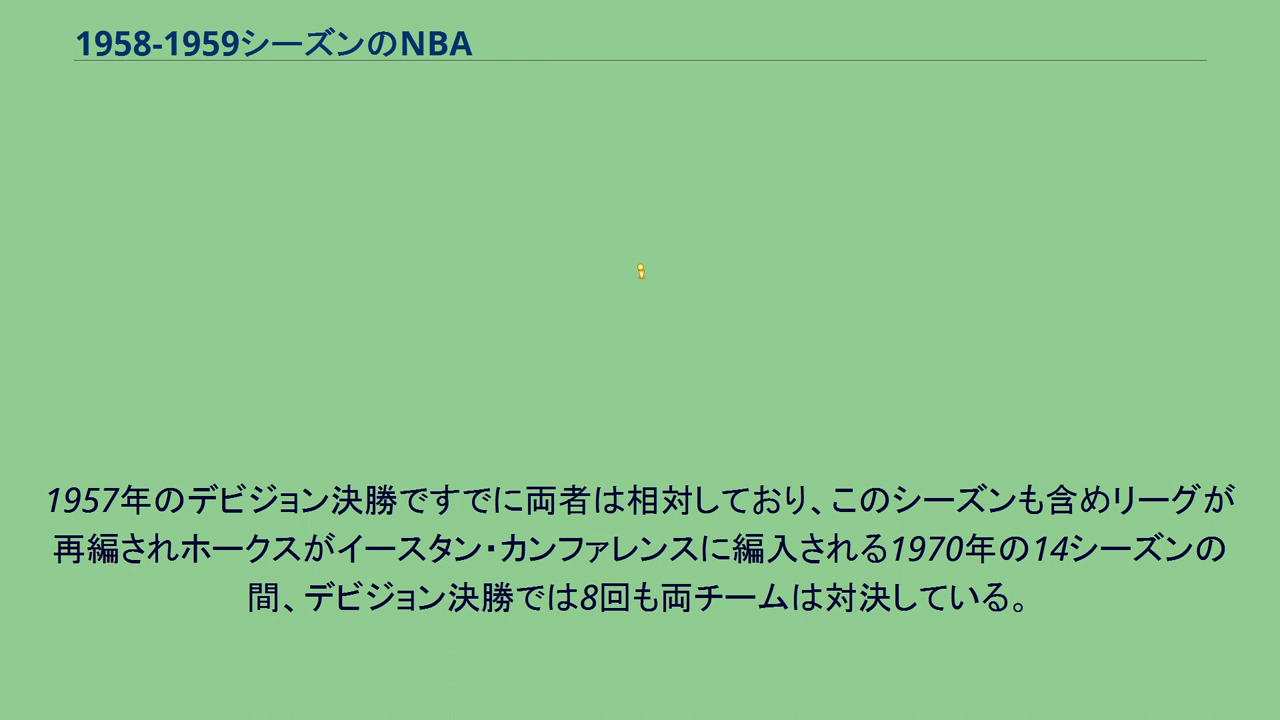 1958-1959シーズンのNBA
1957年のデビジョン決勝ですでに両者は相対しており、このシーズンも含めリーグが
再編されホークスがイースタン・カンファレンスに編入される1970年の14シーズンの
間、デビジョン決勝では8回も両チームは対決している。